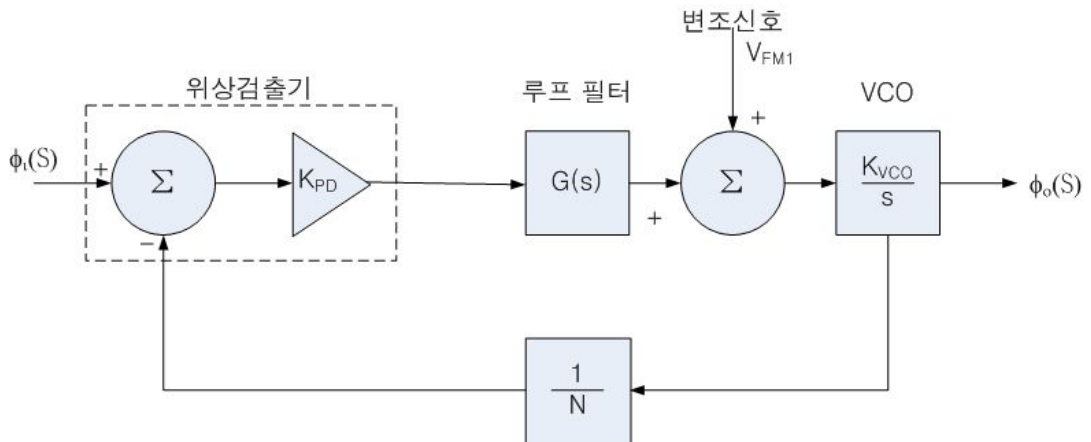 변조신호
V_FM1
위상검출기
루프 필터
VCO
+
ϕᵢ(S)
+
Σ
K_PD
G(s)
Σ
K_VCO
s
ϕₒ(S)
−
+
1
N